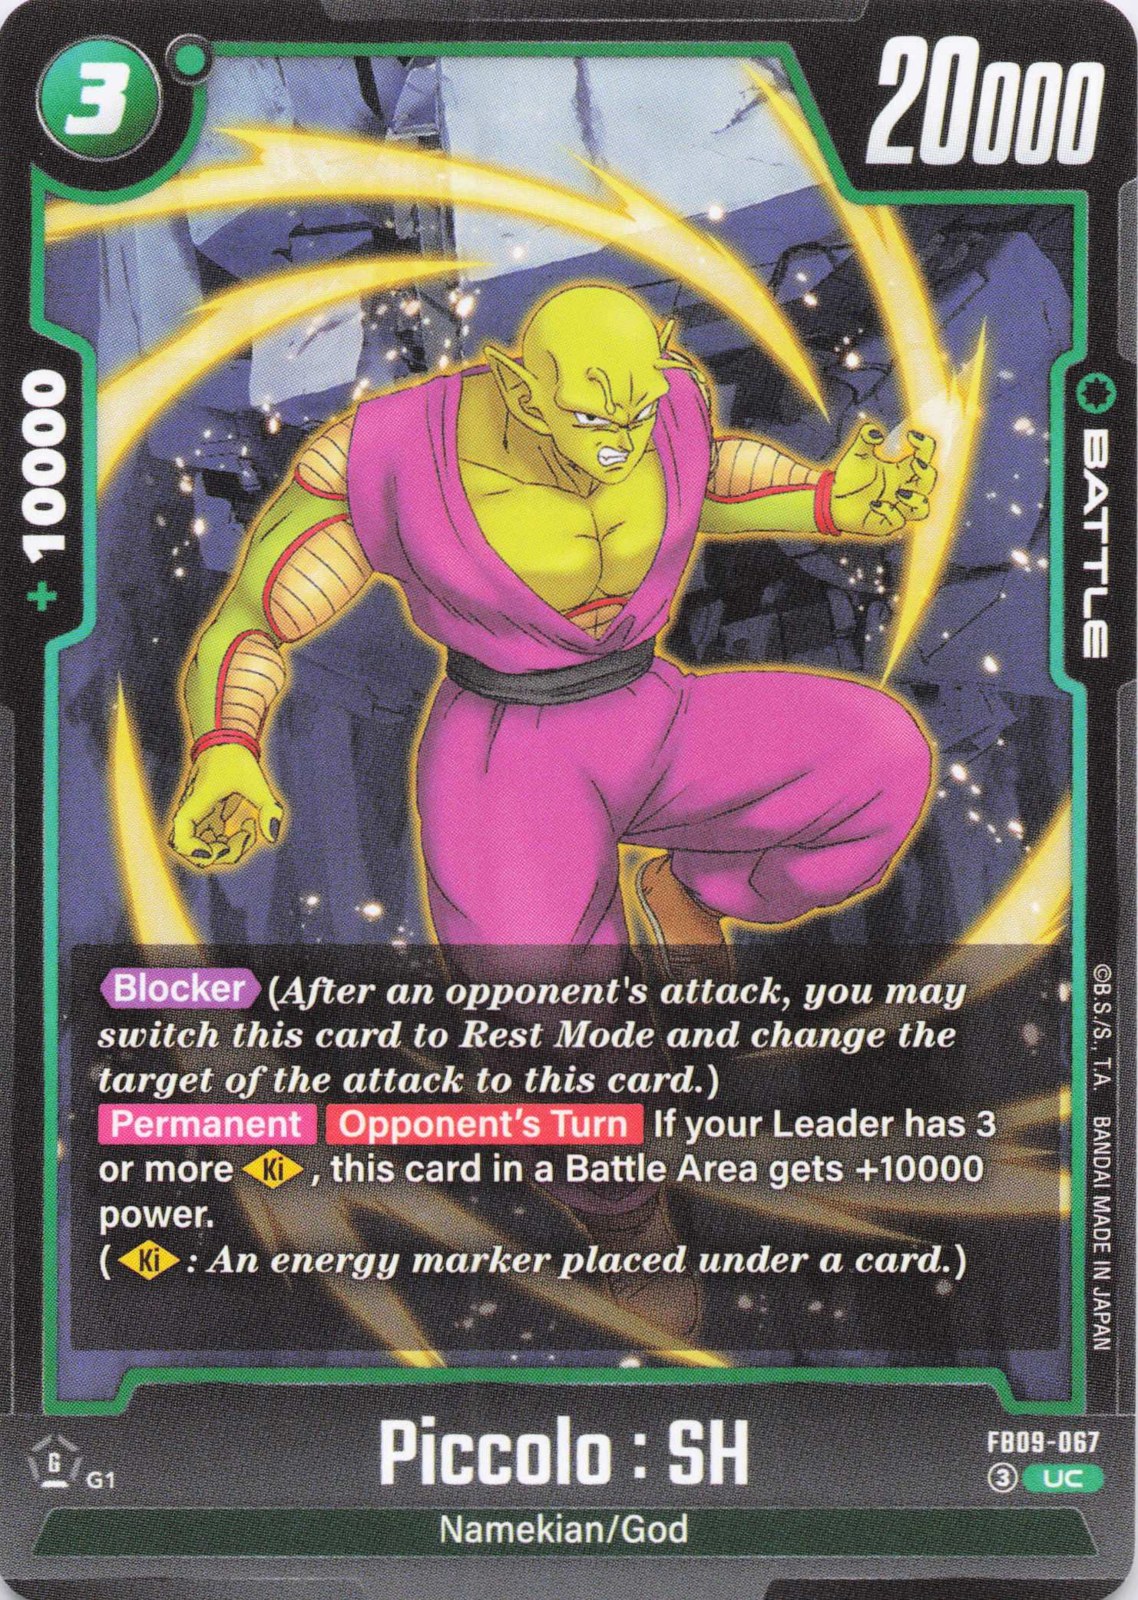 3
20000
+10000
BATTLE
Blocker (After an opponent's attack, you may
switch this card to Rest Mode and change the
target of the attack to this card.)
Permanent Opponent's Turn If your Leader has 3
or more Ki , this card in a Battle Area gets +10000
power.
( Ki : An energy marker placed under a card.)
©B.S./S., T.A. BANDAI MADE IN JAPAN
Piccolo : SH
FB09-067
G G1
3 UC
Namekian/God